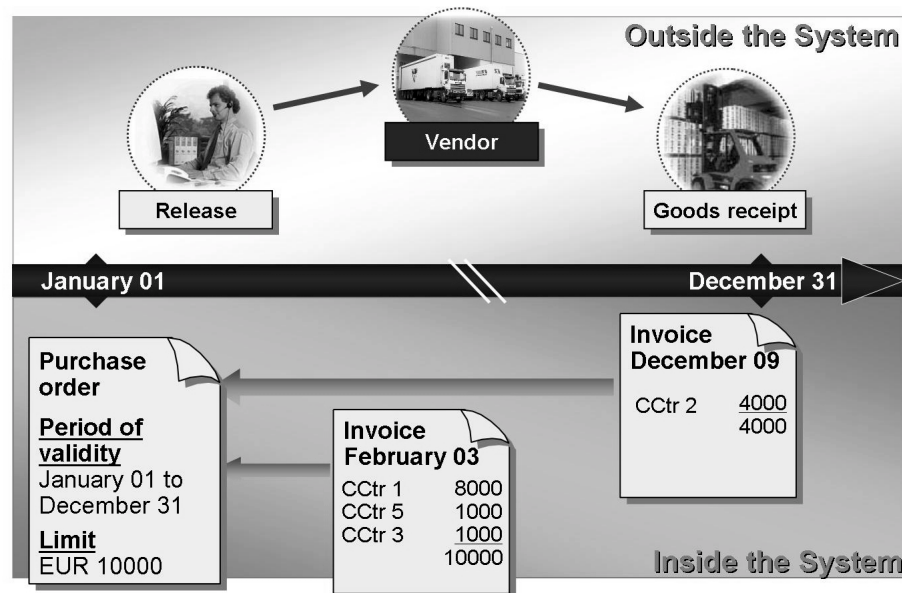 Outside the System
Vendor
Release
Goods receipt
January 01
December 31
Purchase
order
Period of
validity
January 01 to
December 31
Limit
EUR 10000
Invoice
February 03
CCtr 1 8000
CCtr 5 1000
CCtr 3 1000
10000
Invoice
December 09
CCtr 2 4000
4000
Inside the System